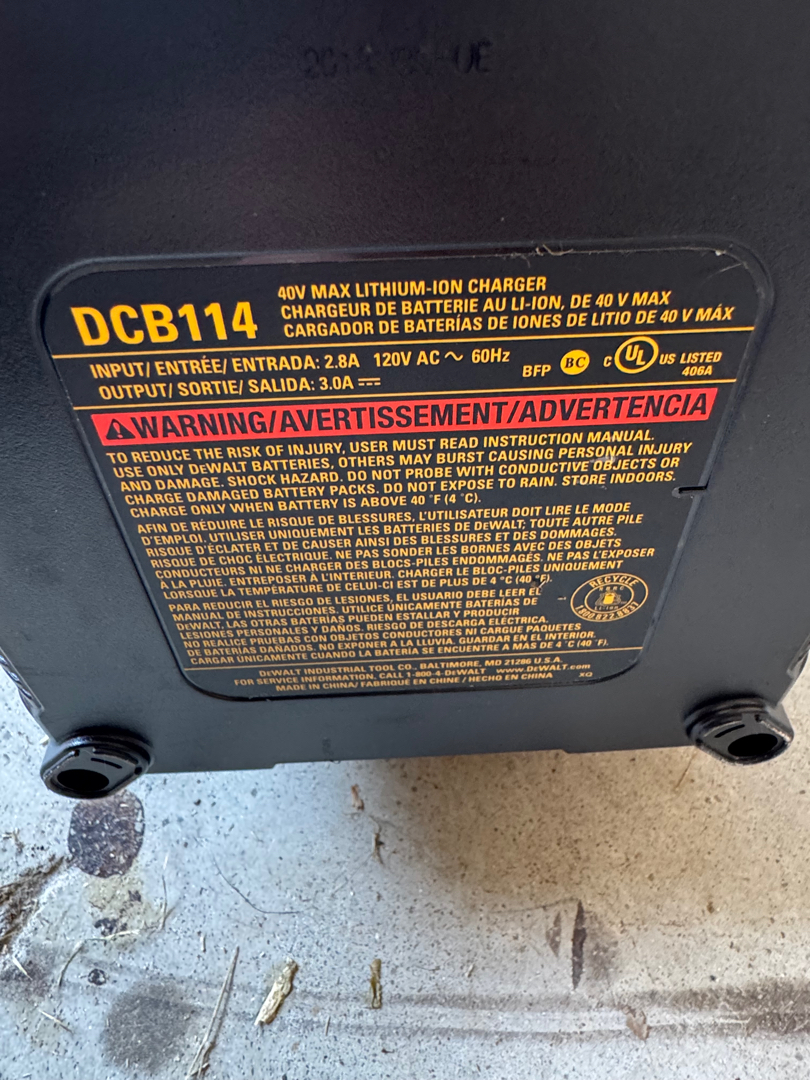 DCB114
40V MAX LITHIUM-ION CHARGER
CHARGEUR DE BATTERIE AU LI-ION, DE 40 V MAX
CARGADOR DE BATERÍAS DE IONES DE LITIO DE 40 V MÁX
INPUT/ ENTRÉE/ ENTRADA: 2.8A 120V AC ~ 60Hz
OUTPUT/ SORTIE/ SALIDA: 3.0A ⎓
BFP
BC
C UL US LISTED
406A
WARNING/AVERTISSEMENT/ADVERTENCIA
TO REDUCE THE RISK OF INJURY, USER MUST READ INSTRUCTION MANUAL.
USE ONLY DEWALT BATTERIES, OTHERS MAY BURST CAUSING PERSONAL INJURY
AND DAMAGE. SHOCK HAZARD. DO NOT PROBE WITH CONDUCTIVE OBJECTS OR
CHARGE DAMAGED BATTERY PACKS. DO NOT EXPOSE TO RAIN. STORE INDOORS.
CHARGE ONLY WHEN BATTERY IS ABOVE 40 °F (4 °C).
AFIN DE RÉDUIRE LE RISQUE DE BLESSURES, L'UTILISATEUR DOIT LIRE LE MODE
D'EMPLOI. UTILISER UNIQUEMENT LES BATTERIES DE DEWALT; TOUTE AUTRE PILE
RISQUE D'ÉCLATER ET DE CAUSER AINSI DES BLESSURES ET DES DOMMAGES.
RISQUE DE CHOC ÉLECTRIQUE. NE PAS SONDER LES BORNES AVEC DES OBJETS
CONDUCTEURS NI NE CHARGER DES BLOCS-PILES ENDOMMAGÉS. NE PAS L'EXPOSER
À LA PLUIE. ENTREPOSER À L'INTERIEUR. CHARGER LE BLOC-PILES UNIQUEMENT
LORSQUE LA TEMPÉRATURE DE CELUI-CI EST DE PLUS DE 4 °C (40 °F).
PARA REDUCIR EL RIESGO DE LESIONES, EL USUARIO DEBE LEER EL
MANUAL DE INSTRUCCIONES. UTILICE ÚNICAMENTE BATERÍAS DE
DEWALT, LAS OTRAS BATERÍAS PUEDEN ESTALLAR Y PRODUCIR
LESIONES PERSONALES Y DAÑOS. RIESGO DE DESCARGA ELÉCTRICA.
NO REALICE PRUEBAS CON OBJETOS CONDUCTORES NI CARGUE PAQUETES
DE BATERÍAS DAÑADOS. NO EXPONER A LA LLUVIA. GUARDAR EN EL INTERIOR.
CARGAR ÚNICAMENTE CUANDO LA BATERÍA SE ENCUENTRE A MÁS DE 4 °C (40 °F).
RECYCLE
RBRC
Li-ion
1.800.822.8837
DEWALT INDUSTRIAL TOOL CO., BALTIMORE, MD 21286 U.S.A.
FOR SERVICE INFORMATION, CALL 1-800-4-DEWALT www.DEWALT.com
MADE IN CHINA/ FABRIQUÉ EN CHINE / HECHO EN CHINA XQ